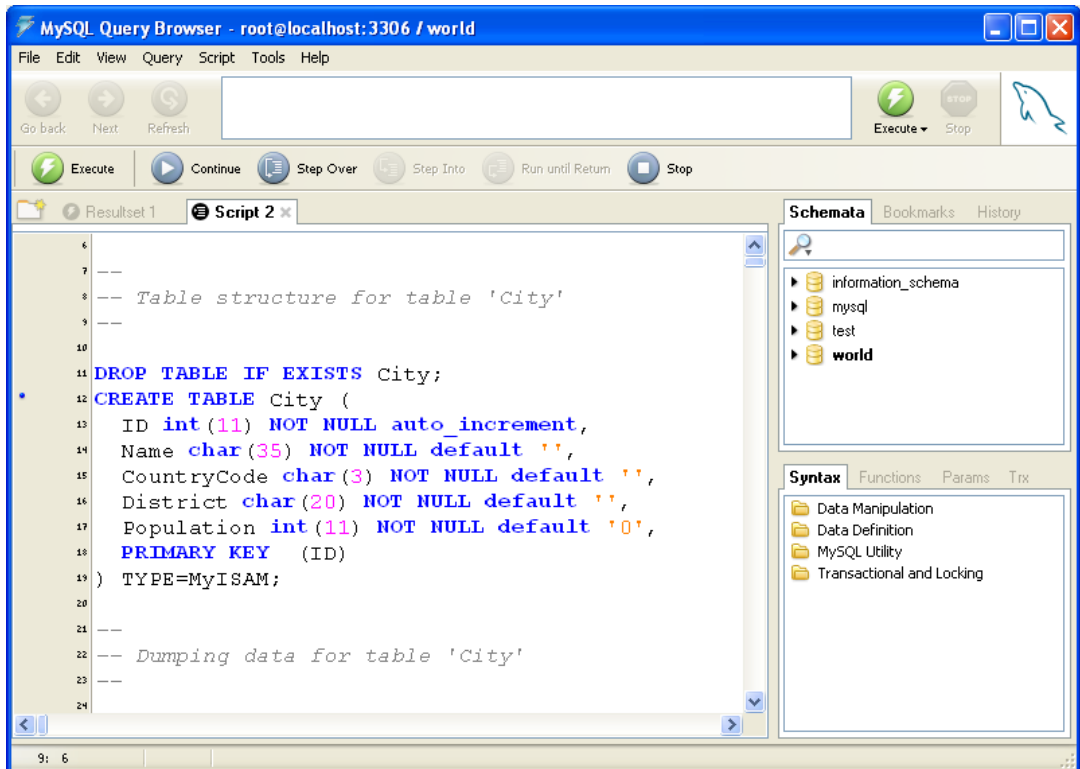 MySQL Query Browser - root@localhost:3306 / world
File Edit View Query Script Tools Help
Go back Next Refresh Execute Stop
STOP
Execute Continue Step Over Step Into Run until Return Stop
Resultset 1 Script 2
Schemata Bookmarks History
information_schema
mysql
test
world
6
7 --
8 -- Table structure for table 'City'
9 --
10
11 DROP TABLE IF EXISTS City;
12 CREATE TABLE City (
13 ID int(11) NOT NULL auto_increment,
14 Name char(35) NOT NULL default '',
15 CountryCode char(3) NOT NULL default '',
16 District char(20) NOT NULL default '',
17 Population int(11) NOT NULL default '0',
18 PRIMARY KEY (ID)
19 ) TYPE=MyISAM;
20
21 --
22 -- Dumping data for table 'City'
23 --
24
Syntax Functions Params Trx
Data Manipulation
Data Definition
MySQL Utility
Transactional and Locking
9: 6